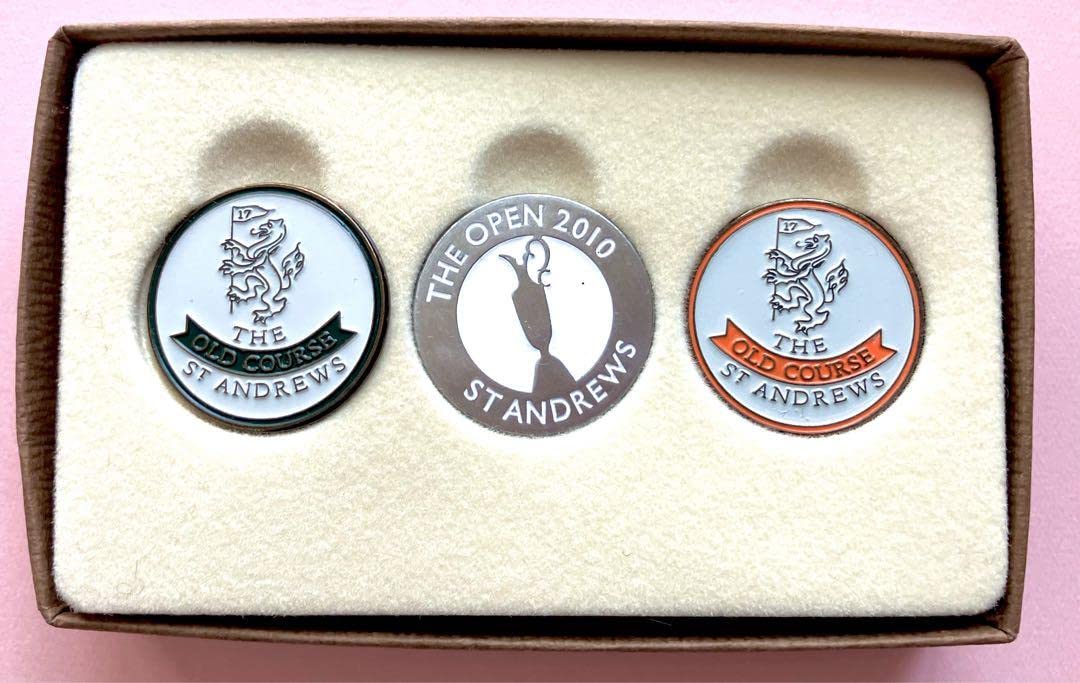 17
THE
OLD COURSE
ST ANDREWS
THE OPEN 2010
ST ANDREWS
17
THE
OLD COURSE
ST ANDREWS